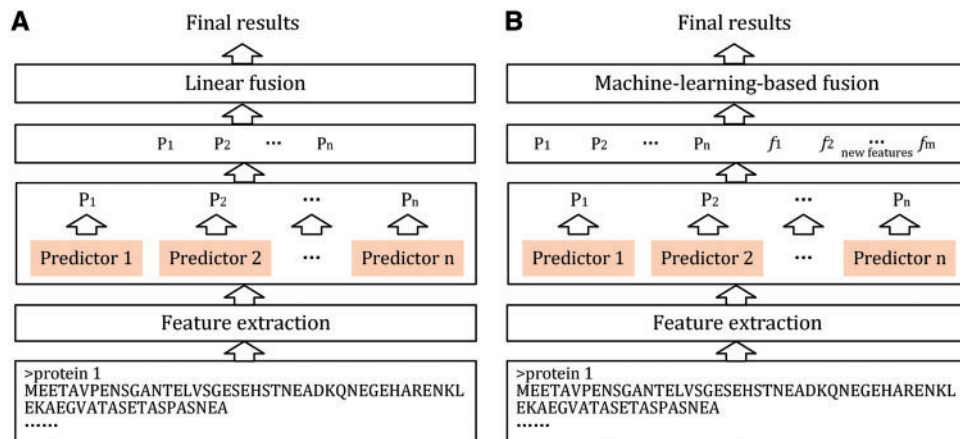 A
Final results
Linear fusion
P1 P2 ... Pn
P1 P2 ... Pn
Predictor 1 Predictor 2 ... Predictor n
Feature extraction
>protein 1
MEETAVPENSGANTELVSGESEHSTNEADKQNEGEHARENKL
EKAEGVATASETASPASNEA
......
B
Final results
Machine-learning-based fusion
P1 P2 ... Pn f1 f2 ... fm
new features
P1 P2 ... Pn
Predictor 1 Predictor 2 ... Predictor n
Feature extraction
>protein 1
MEETAVPENSGANTELVSGESEHSTNEADKQNEGEHARENKL
EKAEGVATASETASPASNEA
......